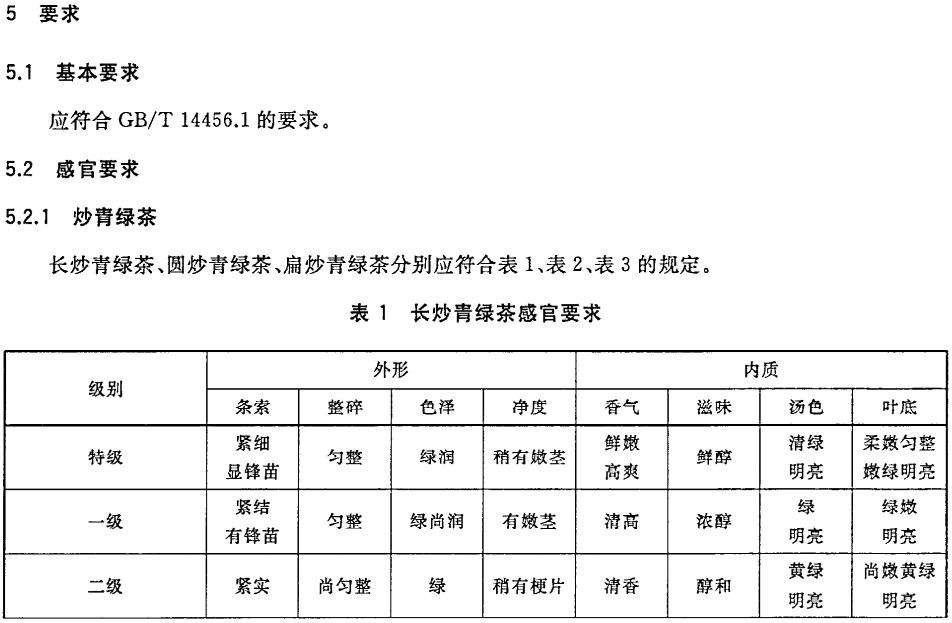 5 要求
5.1 基本要求
应符合 GB/T 14456.1 的要求。
5.2 感官要求
5.2.1 炒青绿茶
长炒青绿茶、圆炒青绿茶、扁炒青绿茶分别应符合表 1、表 2、表 3 的规定。
表 1 长炒青绿茶感官要求
级别 外形 内质
条索 整碎 色泽 净度 香气 滋味 汤色 叶底
特级 紧细 显锋苗 匀整 绿润 稍有嫩茎 鲜嫩 高爽 鲜醇 清绿 明亮 柔嫩匀整 嫩绿明亮
一级 紧结 有锋苗 匀整 绿尚润 有嫩茎 清高 浓醇 绿 明亮 绿嫩 明亮
二级 紧实 尚匀整 绿 稍有梗片 清香 醇和 黄绿 明亮 尚嫩黄绿 明亮